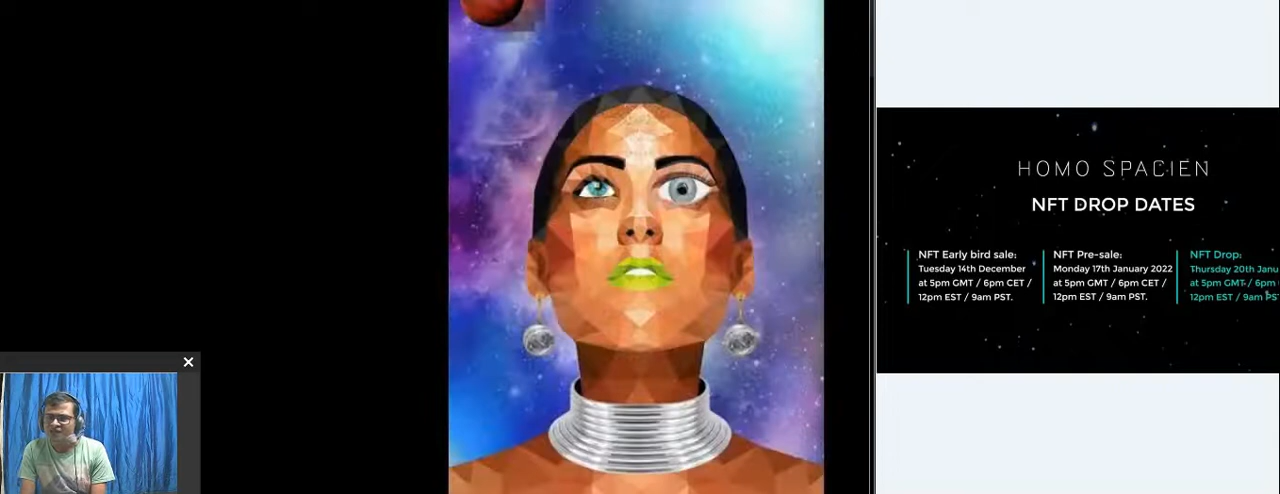 HOMO SPACIEN
NFT DROP DATES
NFT Early bird sale:
Tuesday 14th December
at 5pm GMT / 6pm CET /
12pm EST / 9am PST.
NFT Pre-sale:
Monday 17th January 2022
at 5pm GMT / 6pm CET /
12pm EST / 9am PST.
NFT Drop:
Thursday 20th Janu
at 5pm GMT / 6pm
12pm EST / 9am PS